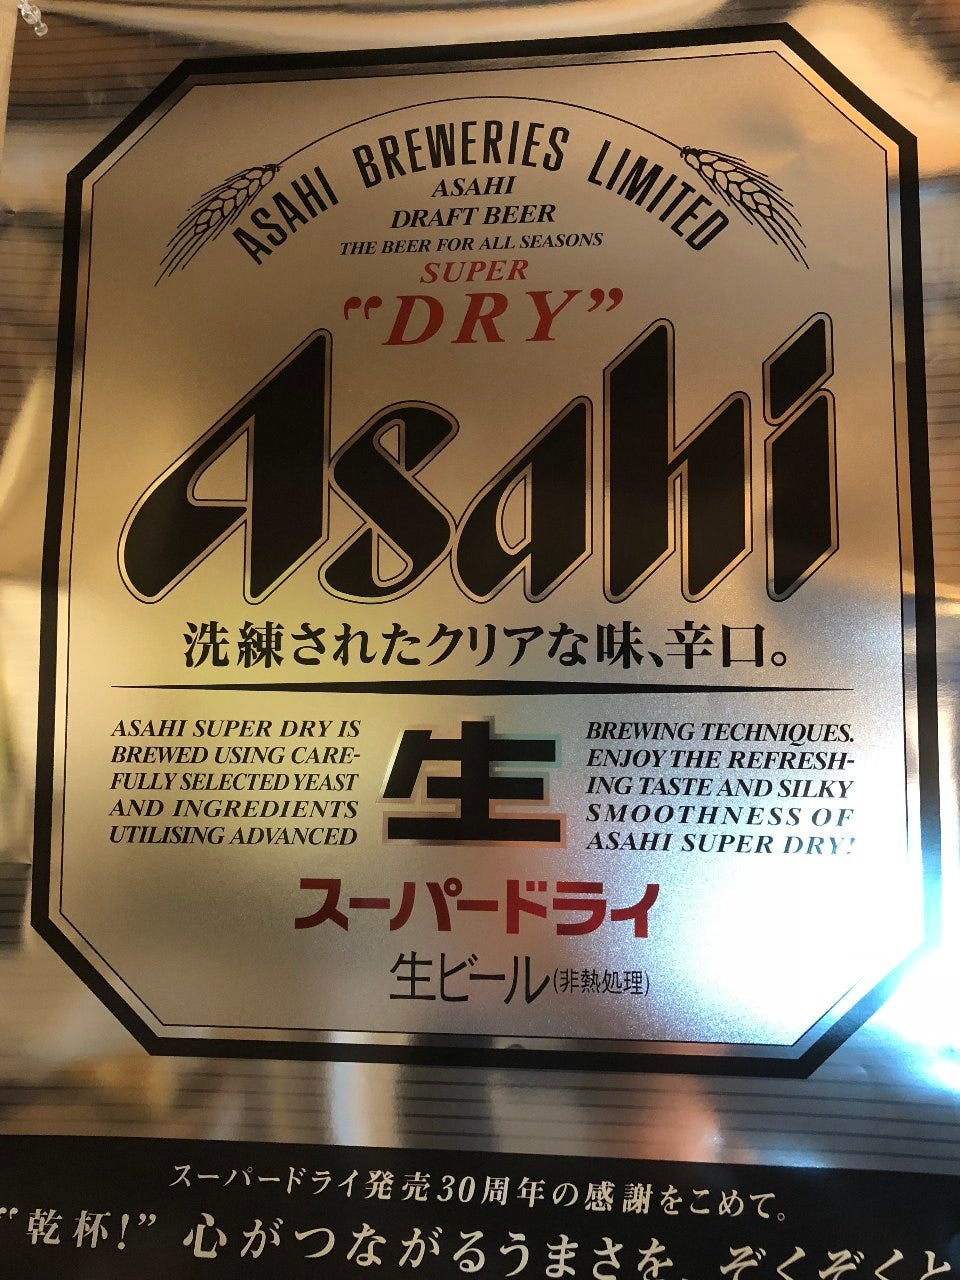 ASAHI BREWERIES LIMITED
ASAHI
DRAFT BEER
THE BEER FOR ALL SEASONS
SUPER
“DRY”
Asahi
洗練されたクリアな味、辛口。
ASAHI SUPER DRY IS
BREWED USING CARE-
FULLY SELECTED YEAST
AND INGREDIENTS
UTILISING ADVANCED
生
BREWING TECHNIQUES.
ENJOY THE REFRESH-
ING TASTE AND SILKY
SMOOTHNESS OF
ASAHI SUPER DRY!
スーパードライ
生ビール(非熱処理)
スーパードライ発売30周年の感謝をこめて。
“乾杯!” 心がつながるうまさを、ぞくぞくと